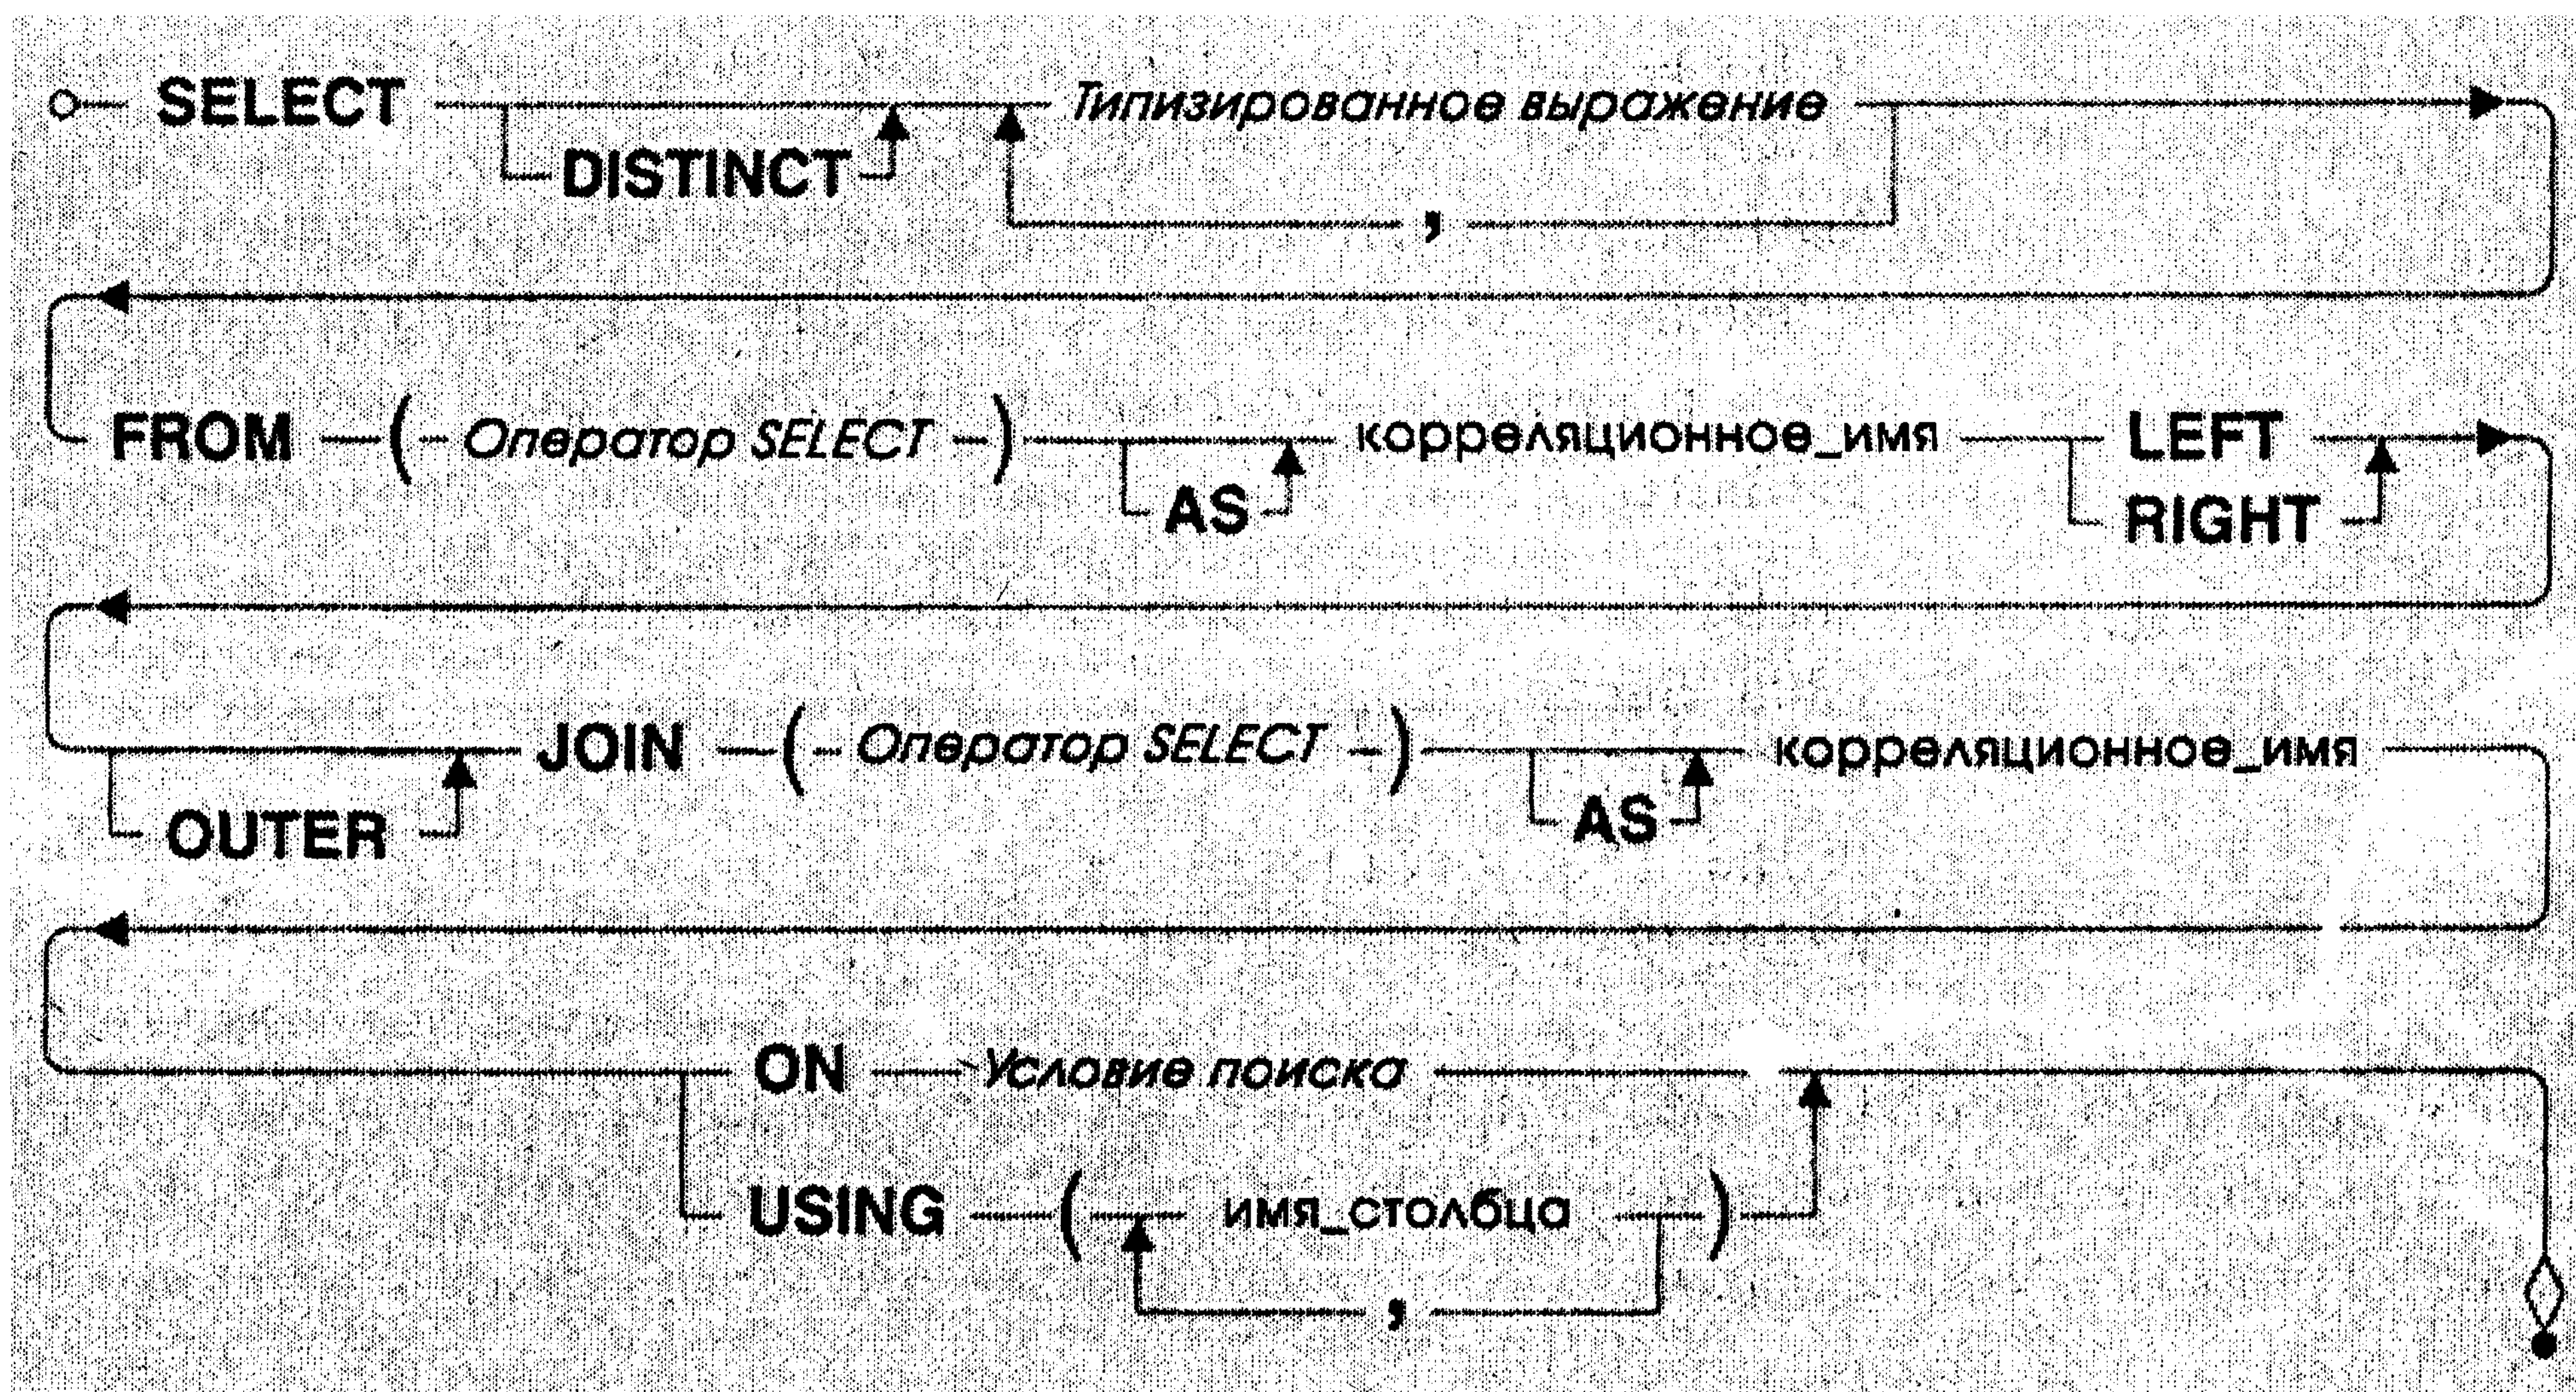 SELECT Типизированное выражение
DISTINCT
,
FROM ( Оператор SELECT ) корреляционное_имя LEFT
AS RIGHT
JOIN ( Оператор SELECT ) корреляционное_имя
OUTER AS
ON Условие поиска
USING ( имя_столбца )
,